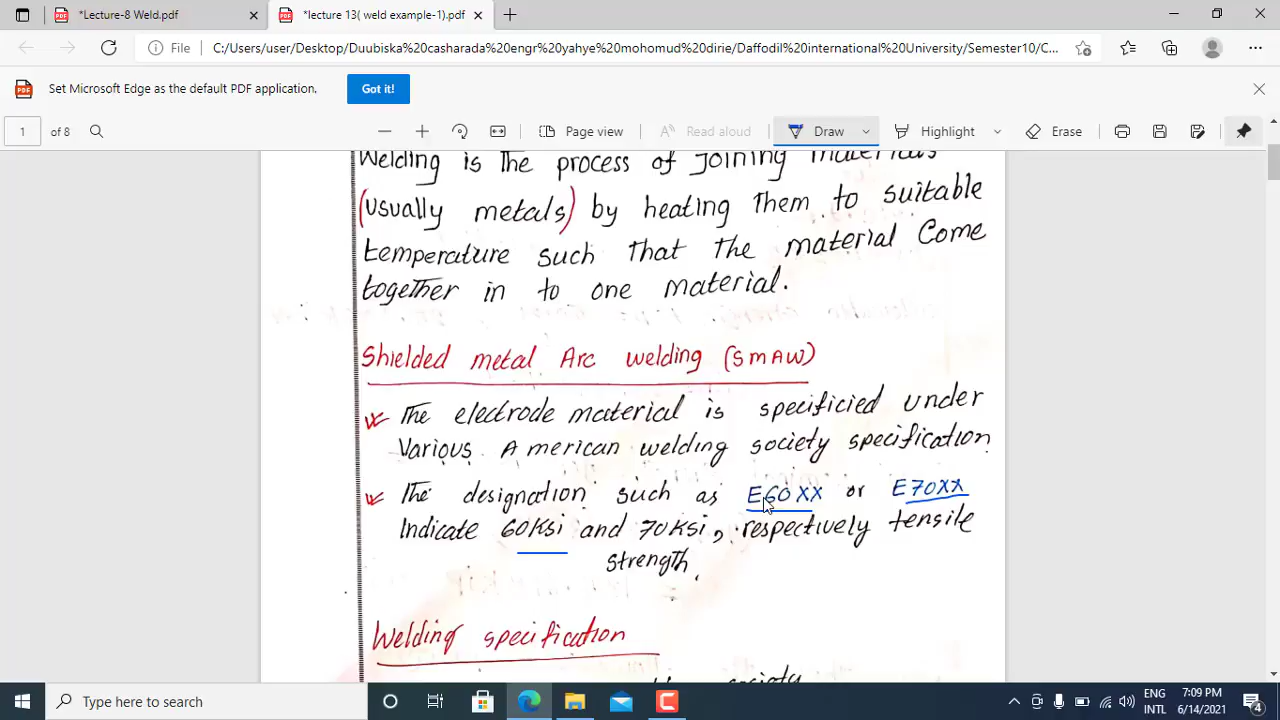 *Lecture-8 Weld.pdf
*lecture 13( weld example-1).pdf
File
C:/Users/user/Desktop/Duubiska%20casharada%20engr%20yahye%20mohomud%20dirie/Daffodil%20international%20University/Semester10/C...
Set Microsoft Edge as the default PDF application.
Got it!
1 of 8
Page view
Read aloud
Draw
Highlight
Erase
Welding is the process of joining materials
(usually metals) by heating them to suitable
temperature such that the material come
together in to one material.
Shielded metal Arc welding (SMAW)
The electrode material is specificied under
Various American welding society specification
The designation such as E60XX or E70XX
Indicate 60Ksi and 70Ksi, respectively tensile
strength.
Welding specification
society
Type here to search
ENG
7:09 PM
INTL
6/14/2021
4